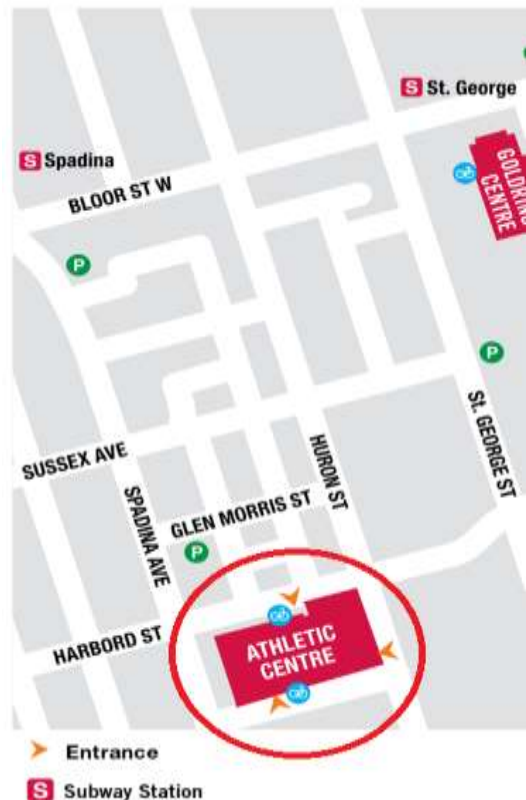 S St. George
S Spadina
BLOOR ST W
GOLDRING
CENTRE
P
P
St. GEORGE ST
SUSSEX AVE
HURON ST
SPADINA AVE
GLEN MORRIS ST
P
HARBORD ST
ATHLETIC
CENTRE
Entrance
S Subway Station